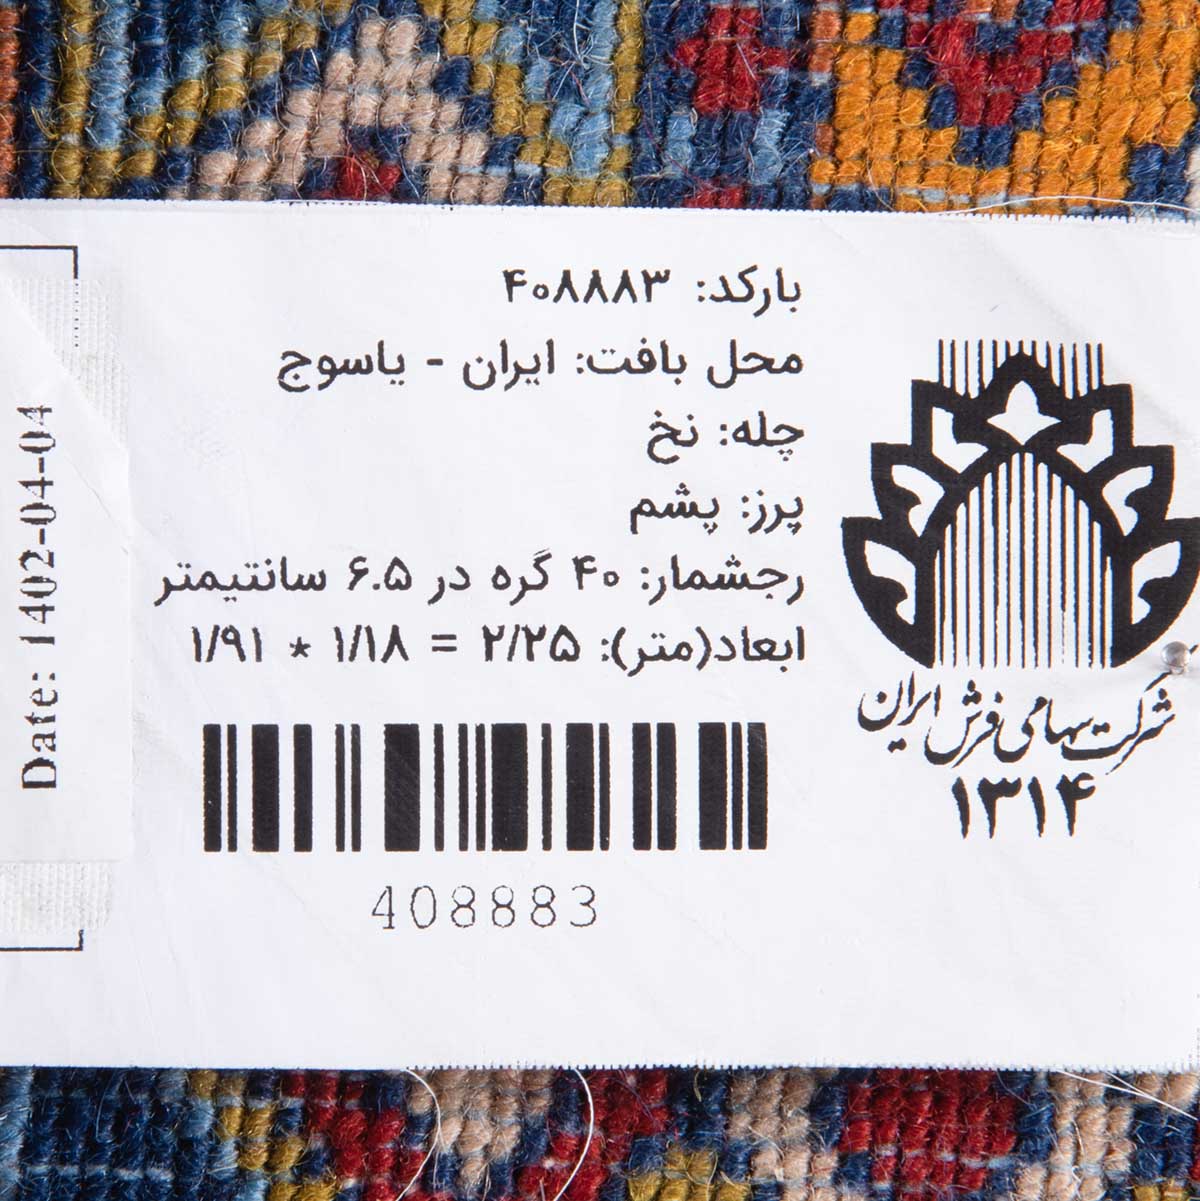 بارکد: ۴۰۸۸۸۳
محل بافت: ایران - یاسوج
چله: نخ
پرز: پشم
رجشمار: ۴۰ گره در ۶.۵ سانتیمتر
ابعاد(متر): ۲/۲۵ = ۱/۱۸ * ۱/۹۱
408883
شرکت سهامی فرش ایران
۱۳۱۴
Date: 1402-04-04